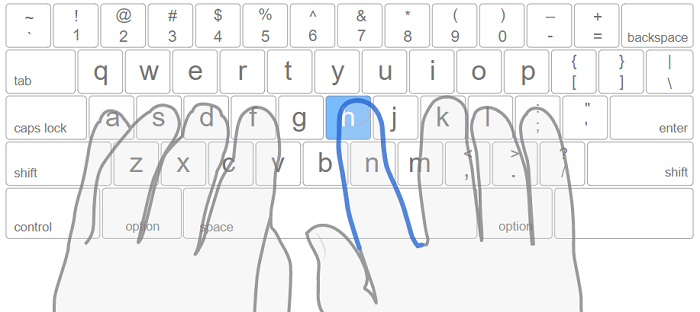 ~ ! @ # $ % ^ & * ( ) _ +
` 1 2 3 4 5 6 7 8 9 0 - = backspace
tab q w e r t y u i o p { [ } ] | \
caps lock a s d f g h j k l : ; " ' enter
shift z x c v b n m < , > . ? / shift
control option space option